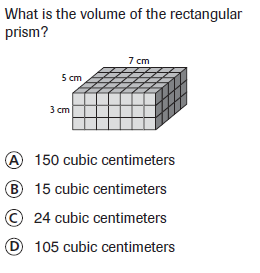 What is the volume of the rectangular
prism?
7 cm
5 cm
3 cm
A 150 cubic centimeters
B 15 cubic centimeters
C 24 cubic centimeters
D 105 cubic centimeters